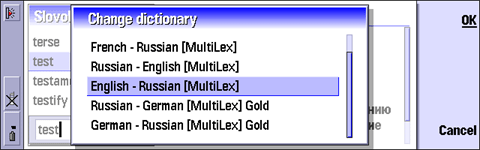 Slovo
Change dictionary
OK
terse
test
testam
testify
French - Russian [MultiLex]
Russian - English [MultiLex]
English - Russian [MultiLex]
Russian - German [MultiLex] Gold
German - Russian [MultiLex] Gold
нию
ие
test
Cancel